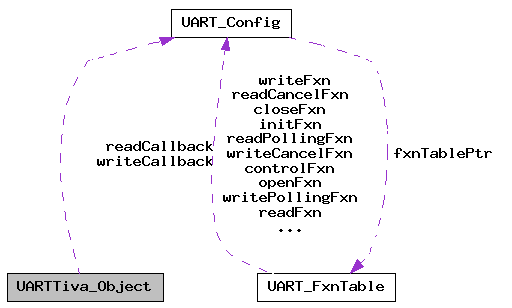 UART_Config
writeFxn
readCancelFxn
closeFxn
initFxn
readPollingFxn
writeCancelFxn
controlFxn
openFxn
writePollingFxn
readFxn
...
readCallback
writeCallback
fxnTablePtr
UARTTiva_Object
UART_FxnTable